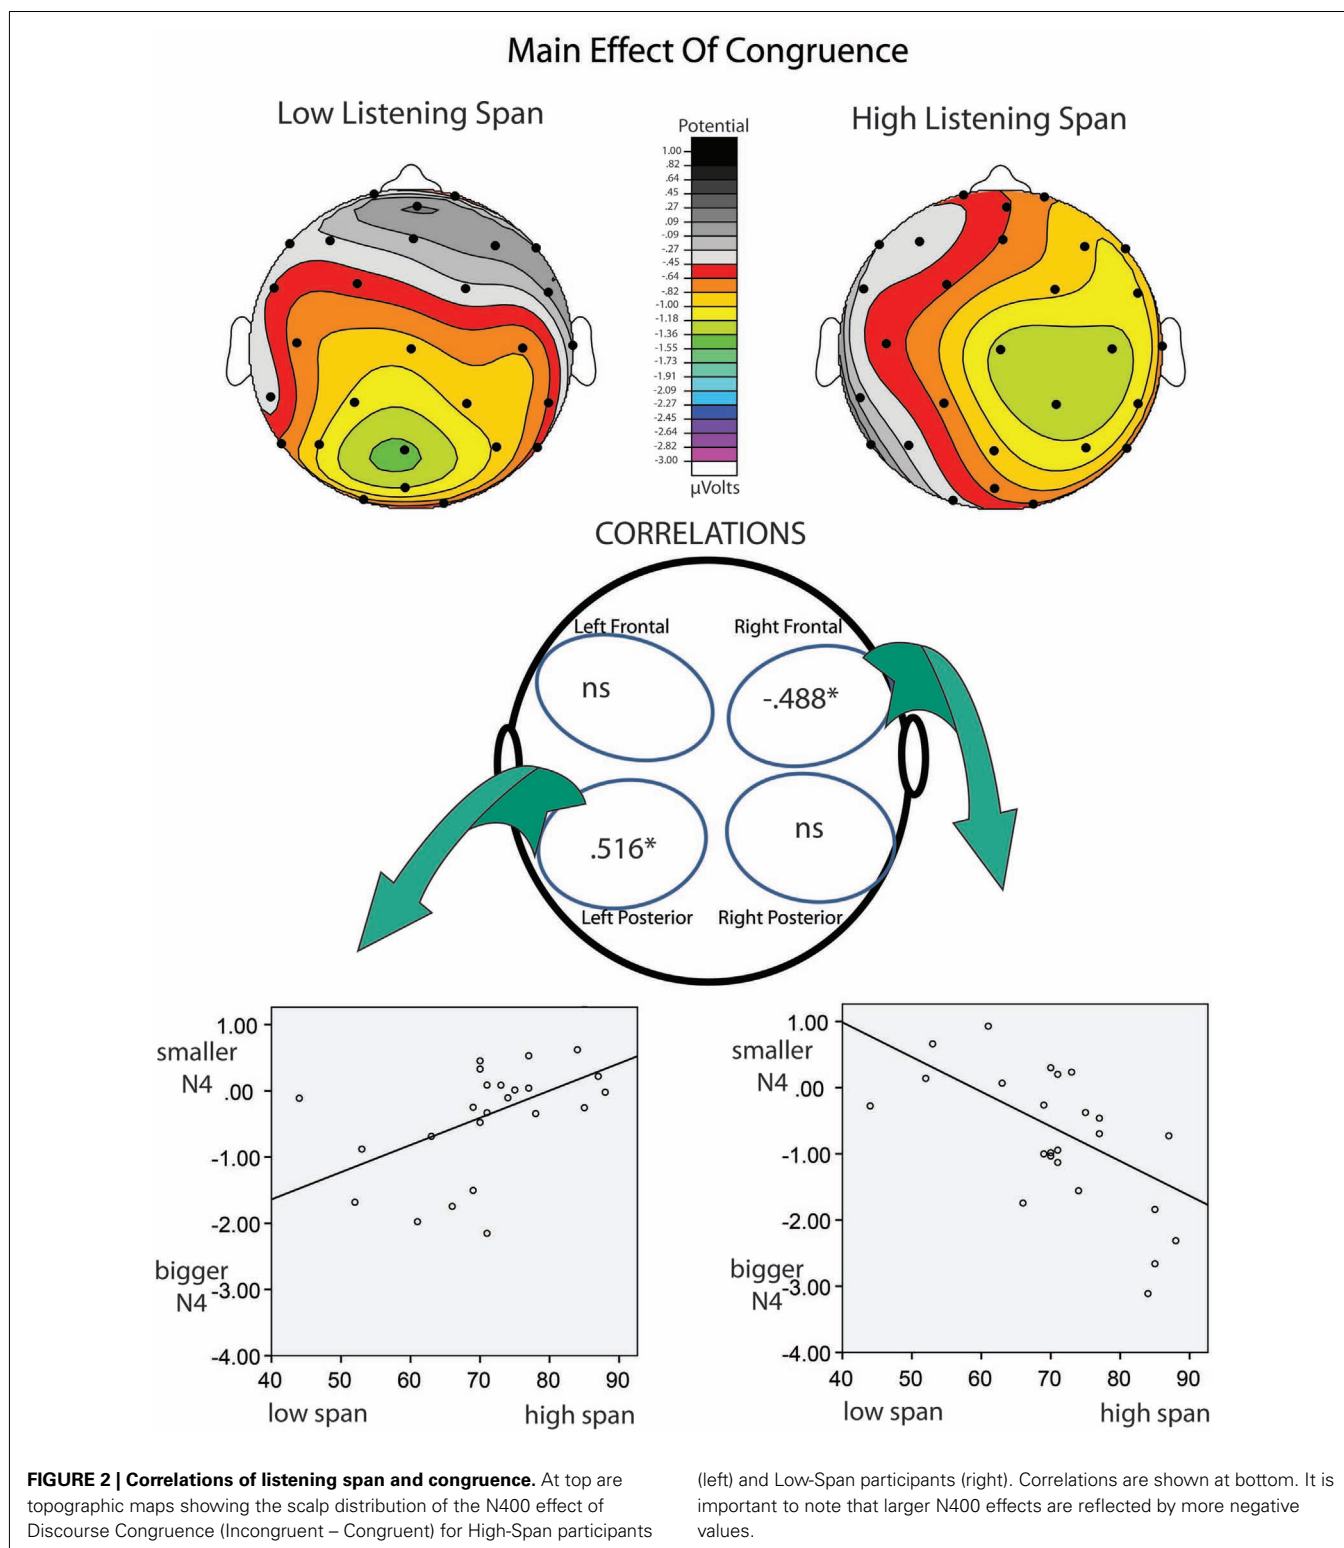 Main Effect Of Congruence
Low Listening Span
High Listening Span
Potential
1.00
.82
.64
.45
.27
.09
-.09
-.27
-.45
-.64
-.82
-1.00
-1.18
-1.36
-1.55
-1.73
-1.91
-2.09
-2.27
-2.45
-2.64
-2.82
-3.00
µVolts
CORRELATIONS
Left Frontal
Right Frontal
ns
-.488*
.516*
ns
Left Posterior
Right Posterior
smaller
N4
bigger
N4
1.00
.00
-1.00
-2.00
-3.00
-4.00
40 50 60 70 80 90
low span high span
smaller
N4
bigger
N4
1.00
.00
-1.00
-2.00
-3.00
-4.00
40 50 60 70 80 90
low span high span
FIGURE 2 | Correlations of listening span and congruence. At top are
topographic maps showing the scalp distribution of the N400 effect of
Discourse Congruence (Incongruent – Congruent) for High-Span participants
(left) and Low-Span participants (right). Correlations are shown at bottom. It is
important to note that larger N400 effects are reflected by more negative
values.